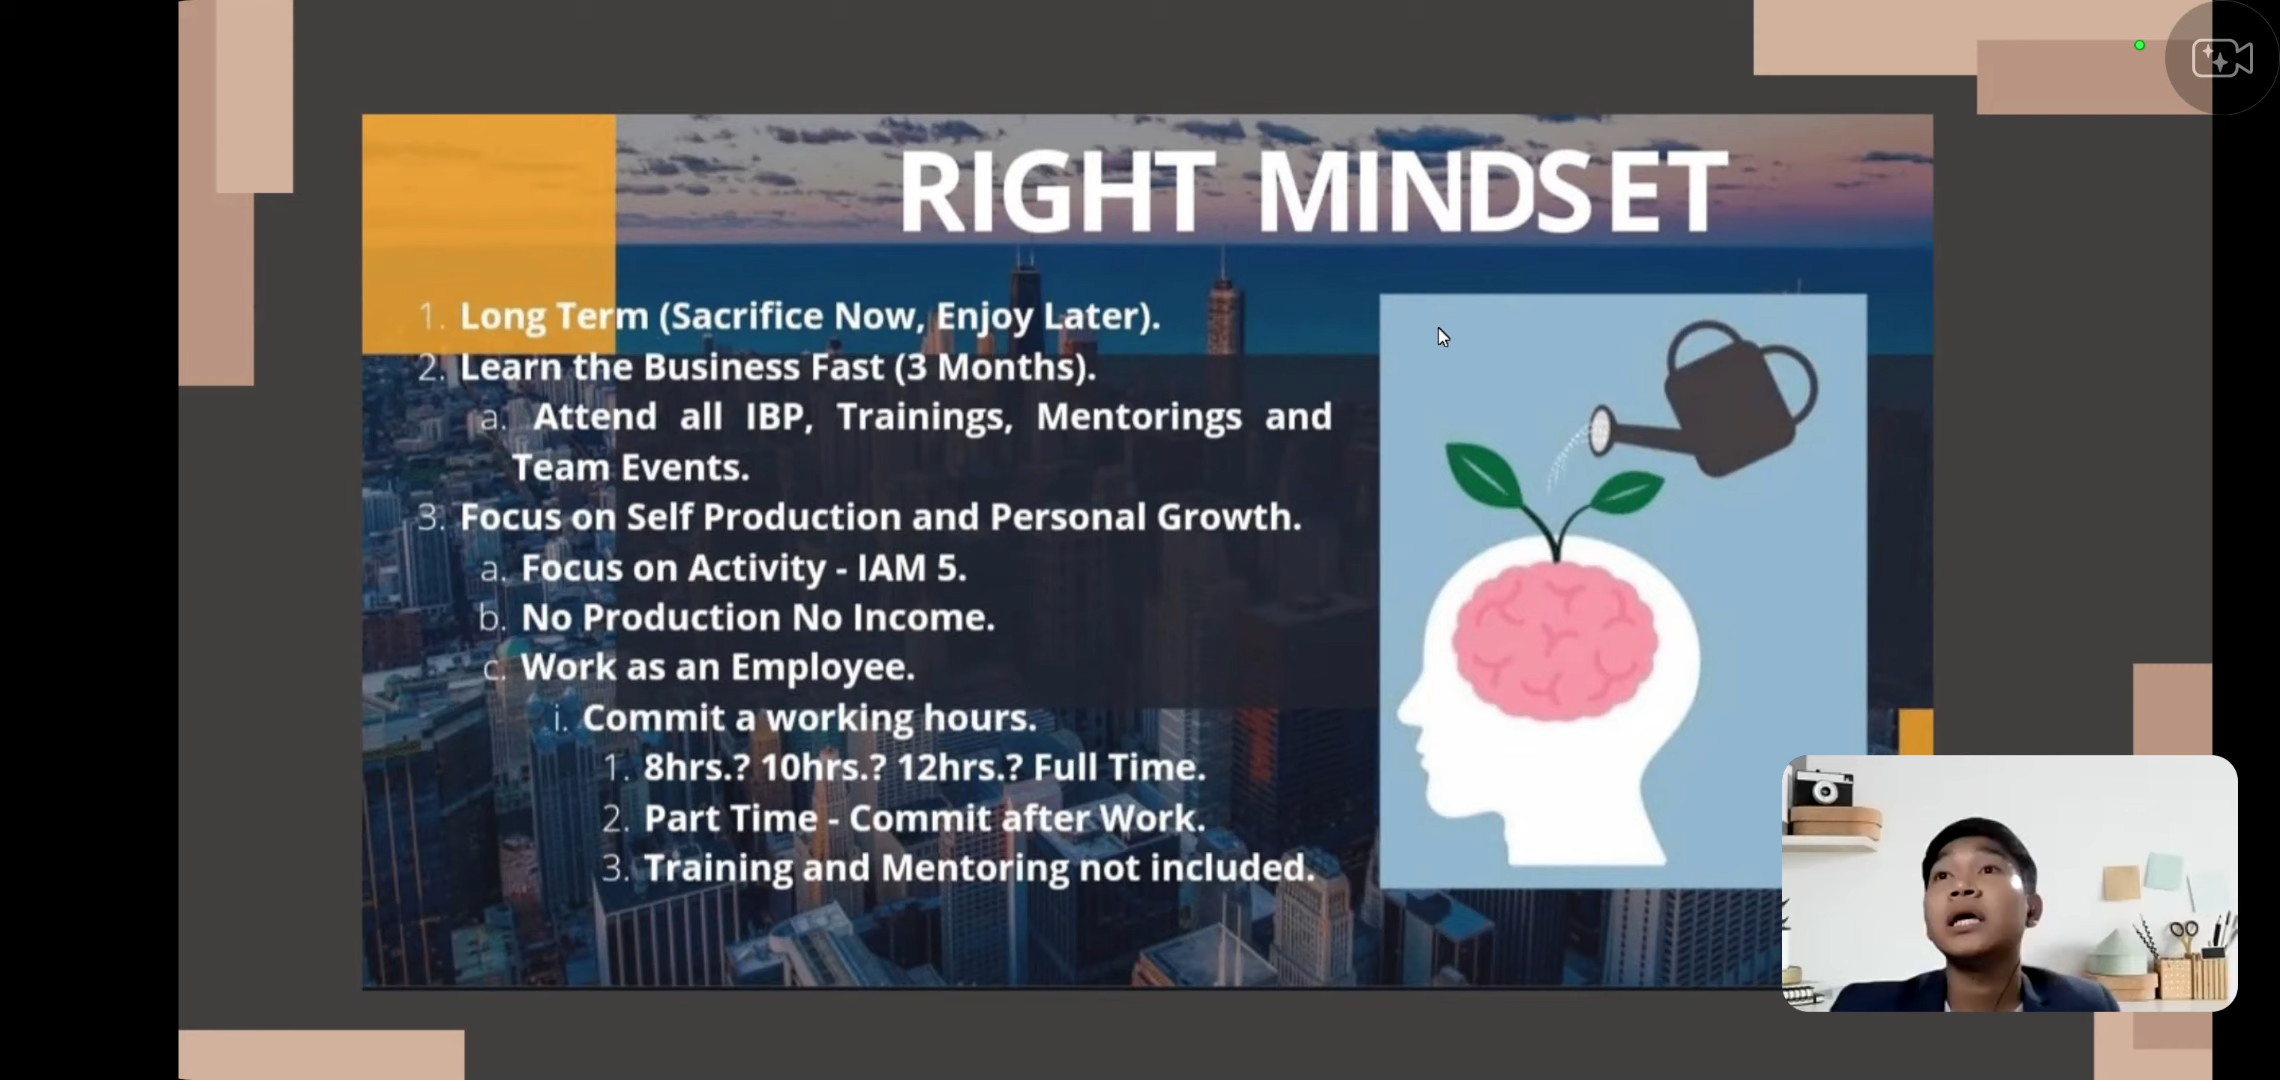 RIGHT MINDSET
1. Long Term (Sacrifice Now, Enjoy Later).
2. Learn the Business Fast (3 Months).
a. Attend all IBP, Trainings, Mentorings and
Team Events.
3. Focus on Self Production and Personal Growth.
a. Focus on Activity - IAM 5.
b. No Production No Income.
c. Work as an Employee.
i. Commit a working hours.
1. 8hrs.? 10hrs.? 12hrs.? Full Time.
2. Part Time - Commit after Work.
3. Training and Mentoring not included.